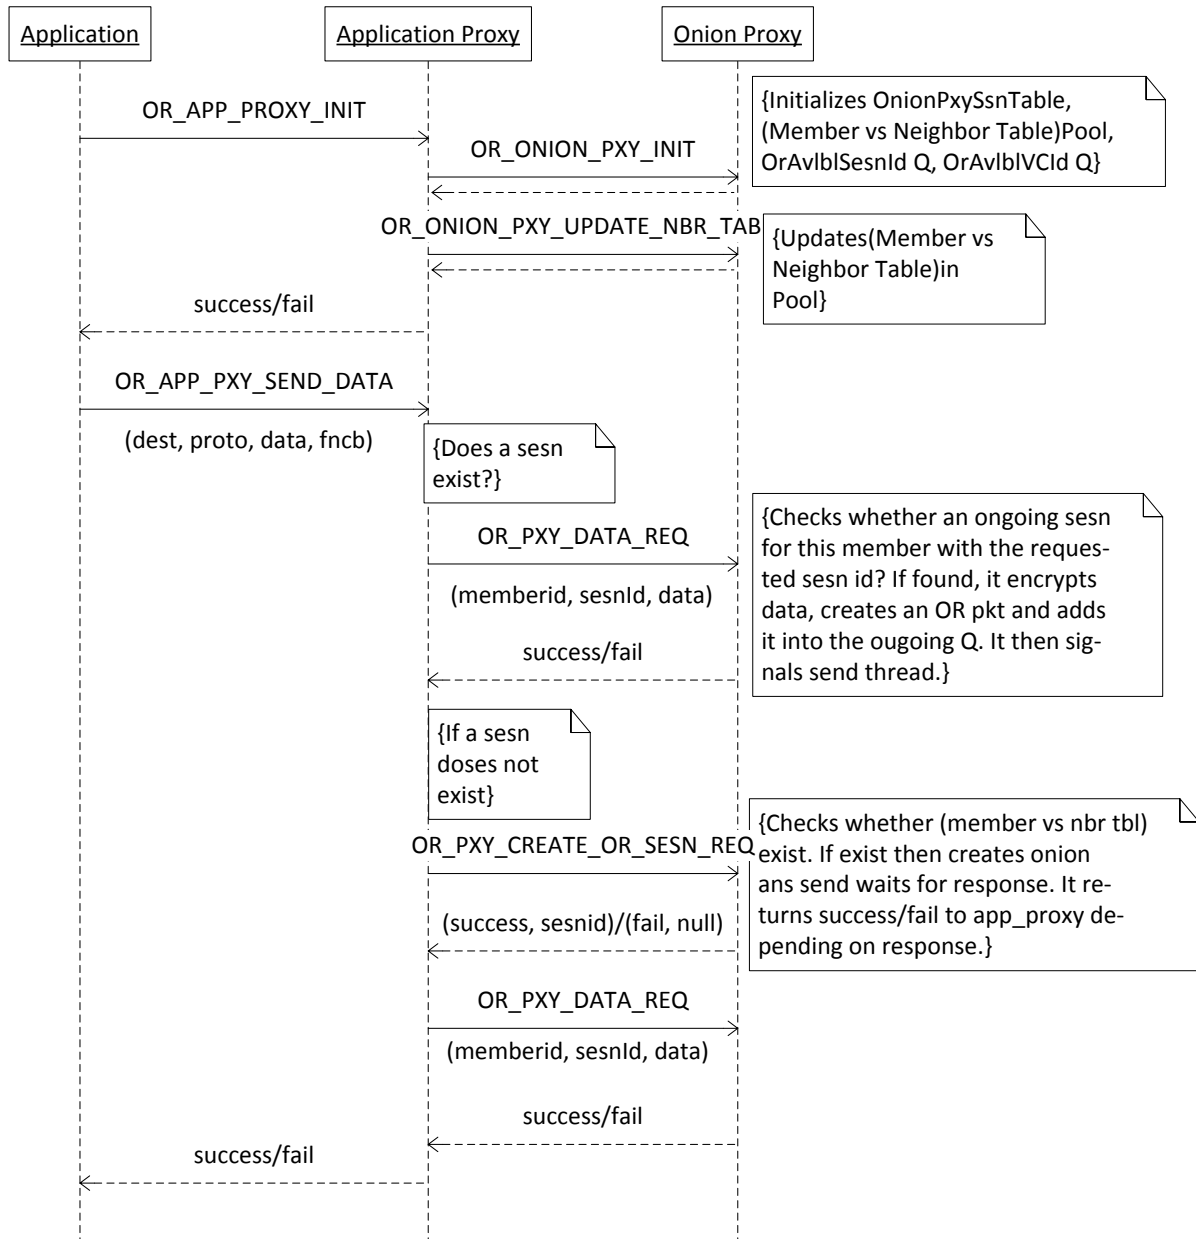 Application
Application Proxy
Onion Proxy
OR_APP_PROXY_INIT
{Initializes OnionPxySsnTable,
(Member vs Neighbor Table)Pool,
OrAvlblSesnId Q, OrAvlblVCId Q}
OR_ONION_PXY_INIT
OR_ONION_PXY_UPDATE_NBR_TAB
{Updates(Member vs
Neighbor Table)in
Pool}
success/fail
OR_APP_PXY_SEND_DATA
(dest, proto, data, fncb)
{Does a sesn
exist?}
OR_PXY_DATA_REQ
(memberid, sesnId, data)
{Checks whether an ongoing sesn
for this member with the reques-
ted sesn id? If found, it encrypts
data, creates an OR pkt and adds
it into the ougoing Q. It then sig-
nals send thread.}
success/fail
{If a sesn
doses not
exist}
OR_PXY_CREATE_OR_SESN_REQ
{Checks whether (member vs nbr tbl)
exist. If exist then creates onion
ans send waits for response. It re-
turns success/fail to app_proxy de-
pending on response.}
(success, sesnid)/(fail, null)
OR_PXY_DATA_REQ
(memberid, sesnId, data)
success/fail
success/fail